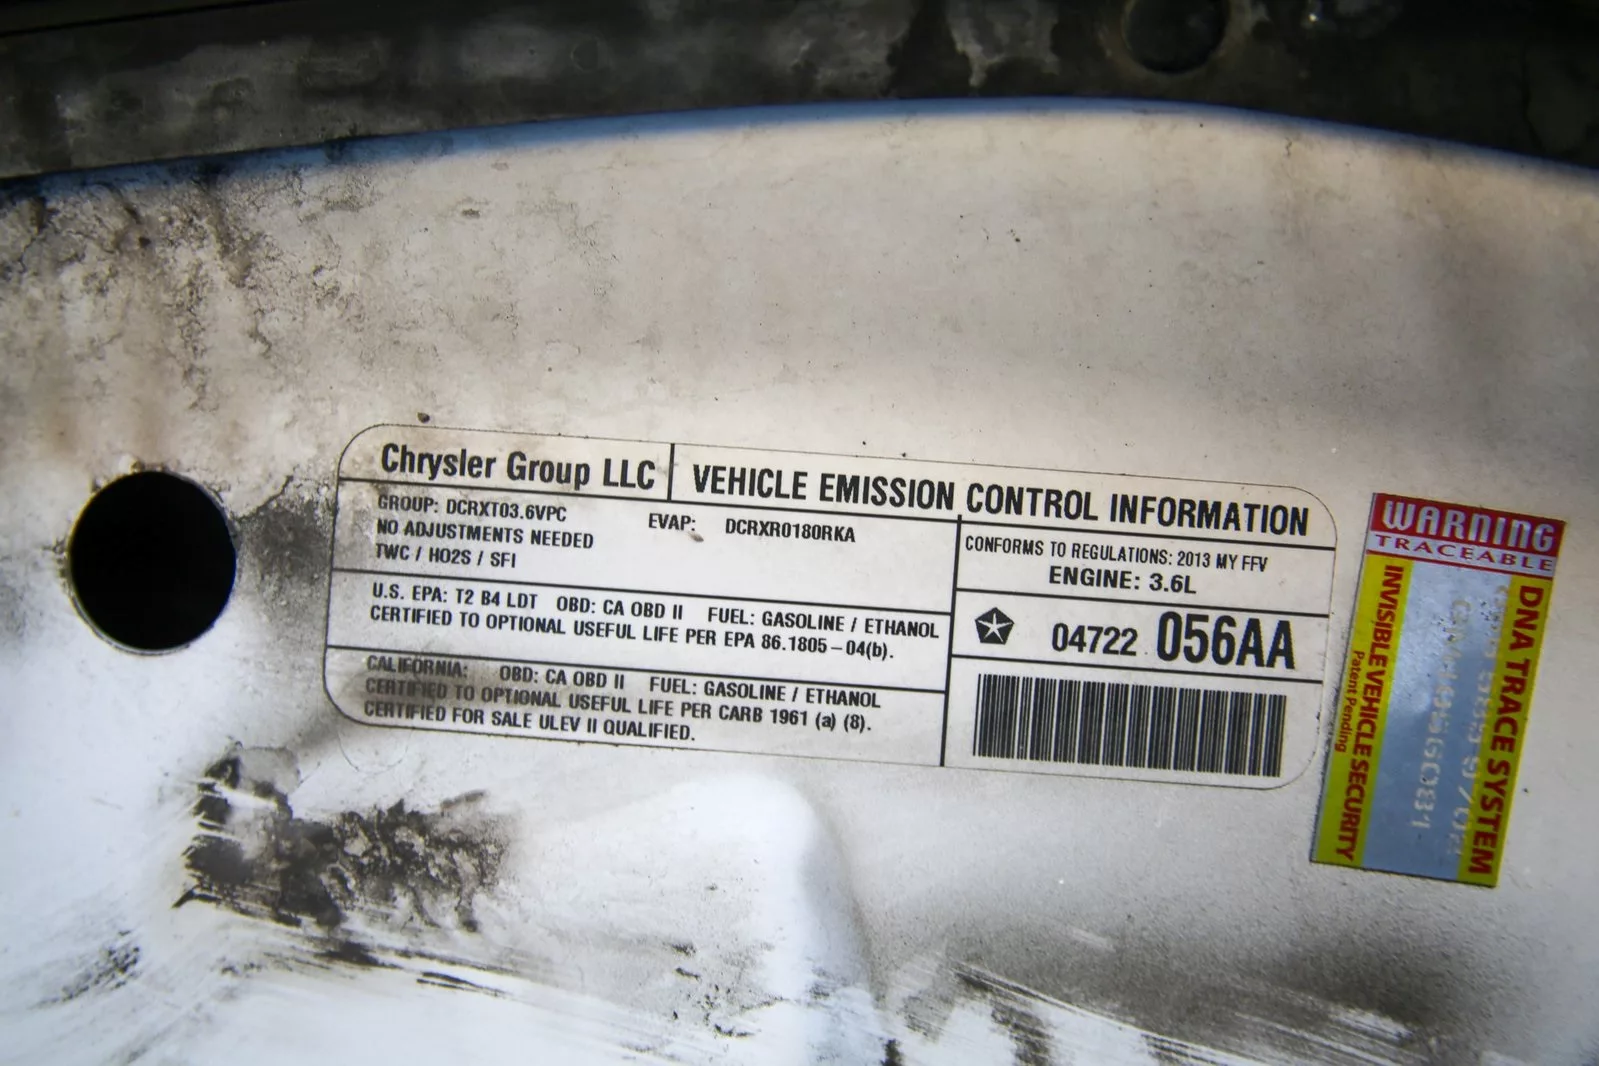 Chrysler Group LLC
VEHICLE EMISSION CONTROL INFORMATION
GROUP: DCRXT03.6VPC EVAP: DCRXR0180RKA
NO ADJUSTMENTS NEEDED
TWC / HO2S / SFI
U.S. EPA: T2 B4 LDT OBD: CA OBD II FUEL: GASOLINE / ETHANOL
CERTIFIED TO OPTIONAL USEFUL LIFE PER EPA 86.1805-04(b).
CALIFORNIA: OBD: CA OBD II FUEL: GASOLINE / ETHANOL
CERTIFIED TO OPTIONAL USEFUL LIFE PER CARB 1961 (a) (8).
CERTIFIED FOR SALE ULEV II QUALIFIED.
CONFORMS TO REGULATIONS: 2013 MY FFV
ENGINE: 3.6L
04722 056AA
WARNING
TRACEABLE
DNA TRACE SYSTEM
INVISIBLE VEHICLE SECURITY
Patent Pending